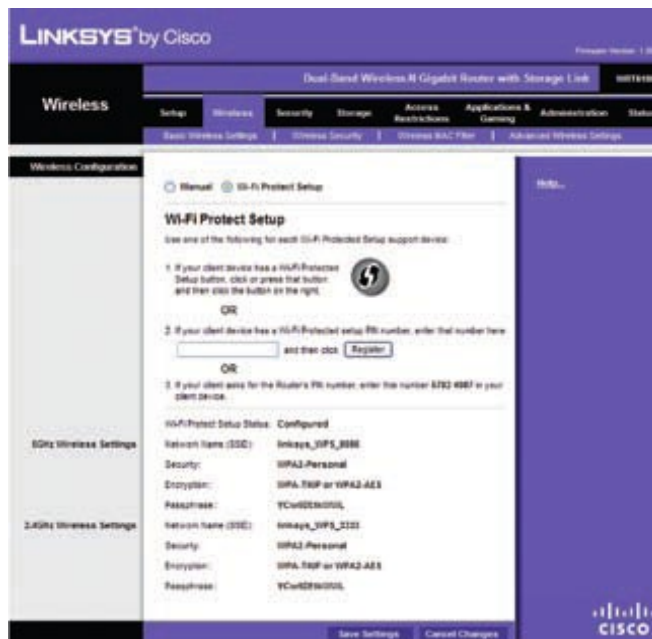 LINKSYS® by Cisco
Firmware Version:
Dual-Band Wireless-N Gigabit Router with Storage Link
Wireless
Setup Wireless Security Storage Access Restrictions Applications & Gaming Administration Status
Basic Wireless Settings | Wireless Security | Wireless MAC Filter | Advanced Wireless Settings
Wireless Configuration
Manual Wi-Fi Protect Setup
Help...
Wi-Fi Protect Setup
Use one of the following for each Wi-Fi Protected Setup support device:
1. If your client device has a Wi-Fi Protected
Setup button, click or press that button
and then click the button on the right.
OR
2. If your client device has a Wi-Fi Protected setup PIN number, enter that number here
and then click Register
OR
3. If your client asks for the Router's PIN number, enter this number in your
client device.
Wi-Fi Protect Setup Status: Configured
5GHz Wireless Settings
Network Name (SSID):
Security: WPA2-Personal
Encryption: WPA-TKIP or WPA2-AES
Passphrase:
2.4GHz Wireless Settings
Network Name (SSID): linksys_WPS_3333
Security: WPA2-Personal
Encryption: WPA-TKIP or WPA2-AES
Passphrase:
Save Settings Cancel Changes
CISCO